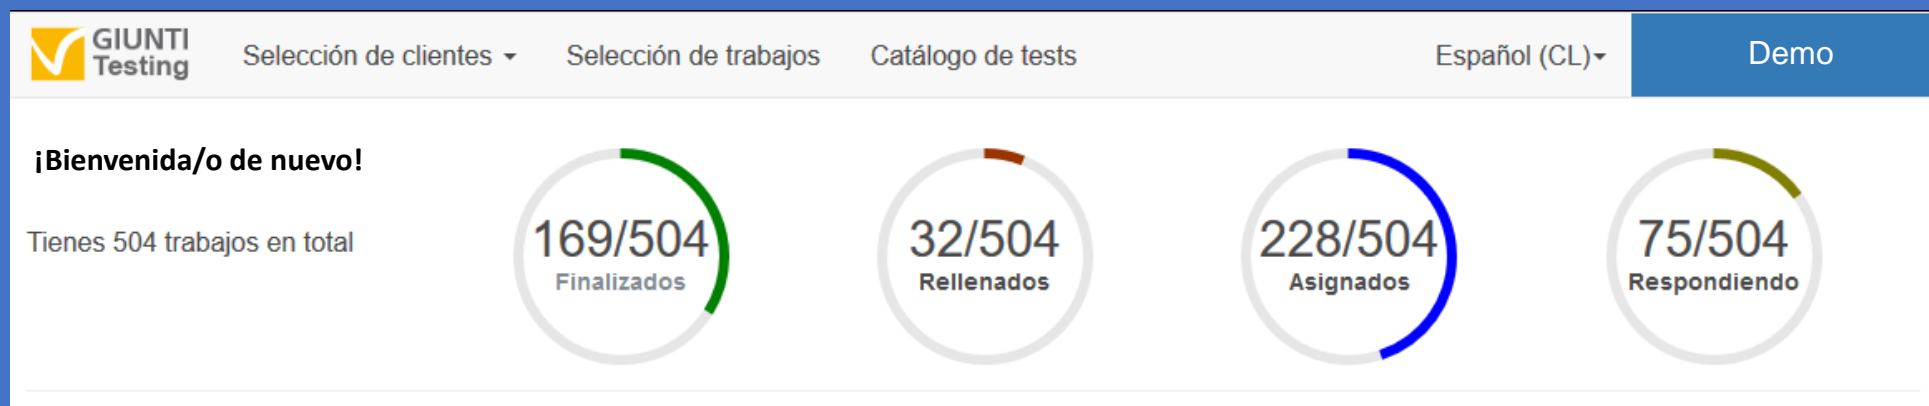 GIUNTI
Testing
Selección de clientes
Selección de trabajos
Catálogo de tests
Español (CL)
Demo
¡Bienvenida/o de nuevo!
Tienes 504 trabajos en total
169/504
Finalizados
32/504
Rellenados
228/504
Asignados
75/504
Respondiendo